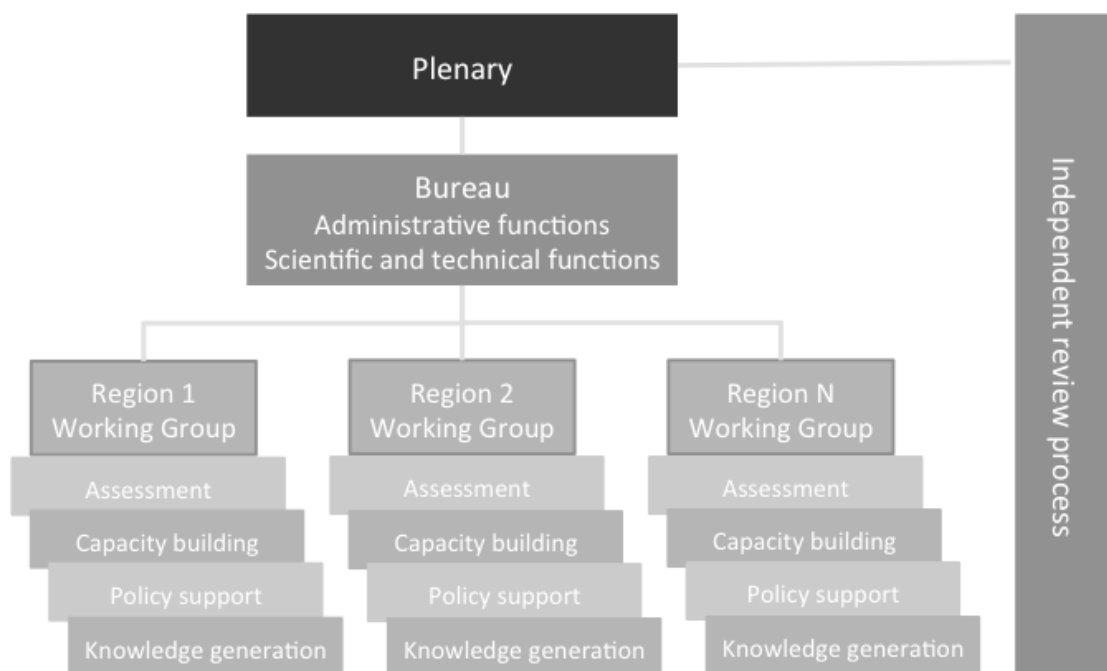 Plenary
Bureau
Administrative functions
Scientific and technical functions
Region 1
Working Group
Assessment
Capacity building
Policy support
Knowledge generation
Region 2
Working Group
Assessment
Capacity building
Policy support
Knowledge generation
Region N
Working Group
Assessment
Capacity building
Policy support
Knowledge generation
Independent review process